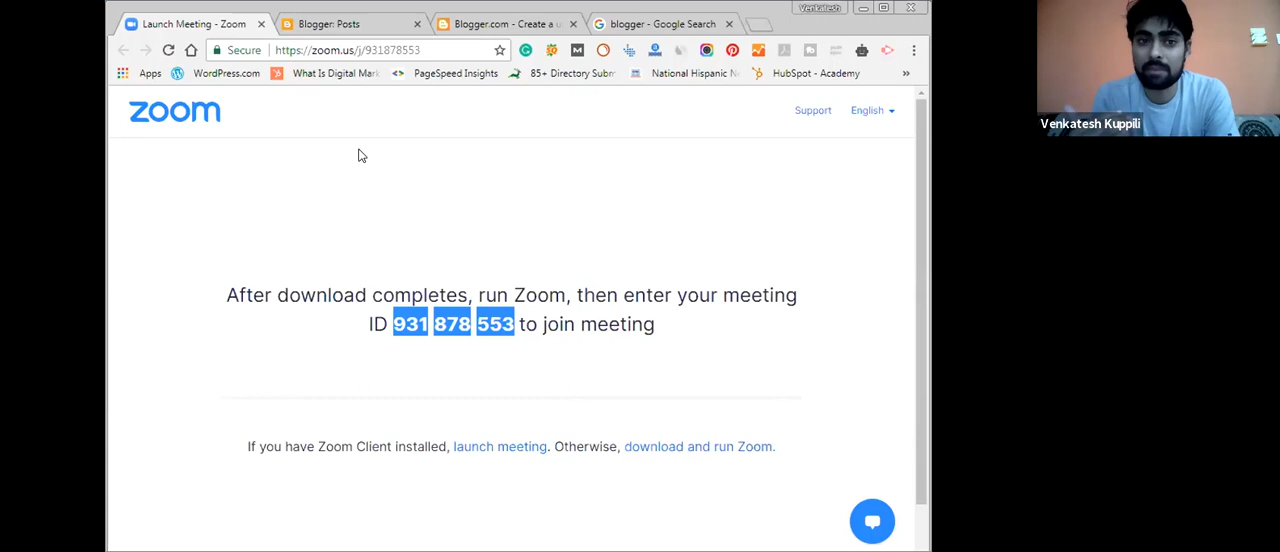 Venkatesh
Launch Meeting - Zoom
Blogger: Posts
Blogger.com - Create a u
blogger - Google Search
Secure
https://zoom.us/j/931878553
Apps
WordPress.com
What Is Digital Mark
PageSpeed Insights
85+ Directory Subm
National Hispanic N
HubSpot - Academy
»
zoom
Support
English
Venkatesh Kuppili
After download completes, run Zoom, then enter your meeting
ID 931 878 553 to join meeting
If you have Zoom Client installed, launch meeting. Otherwise, download and run Zoom.